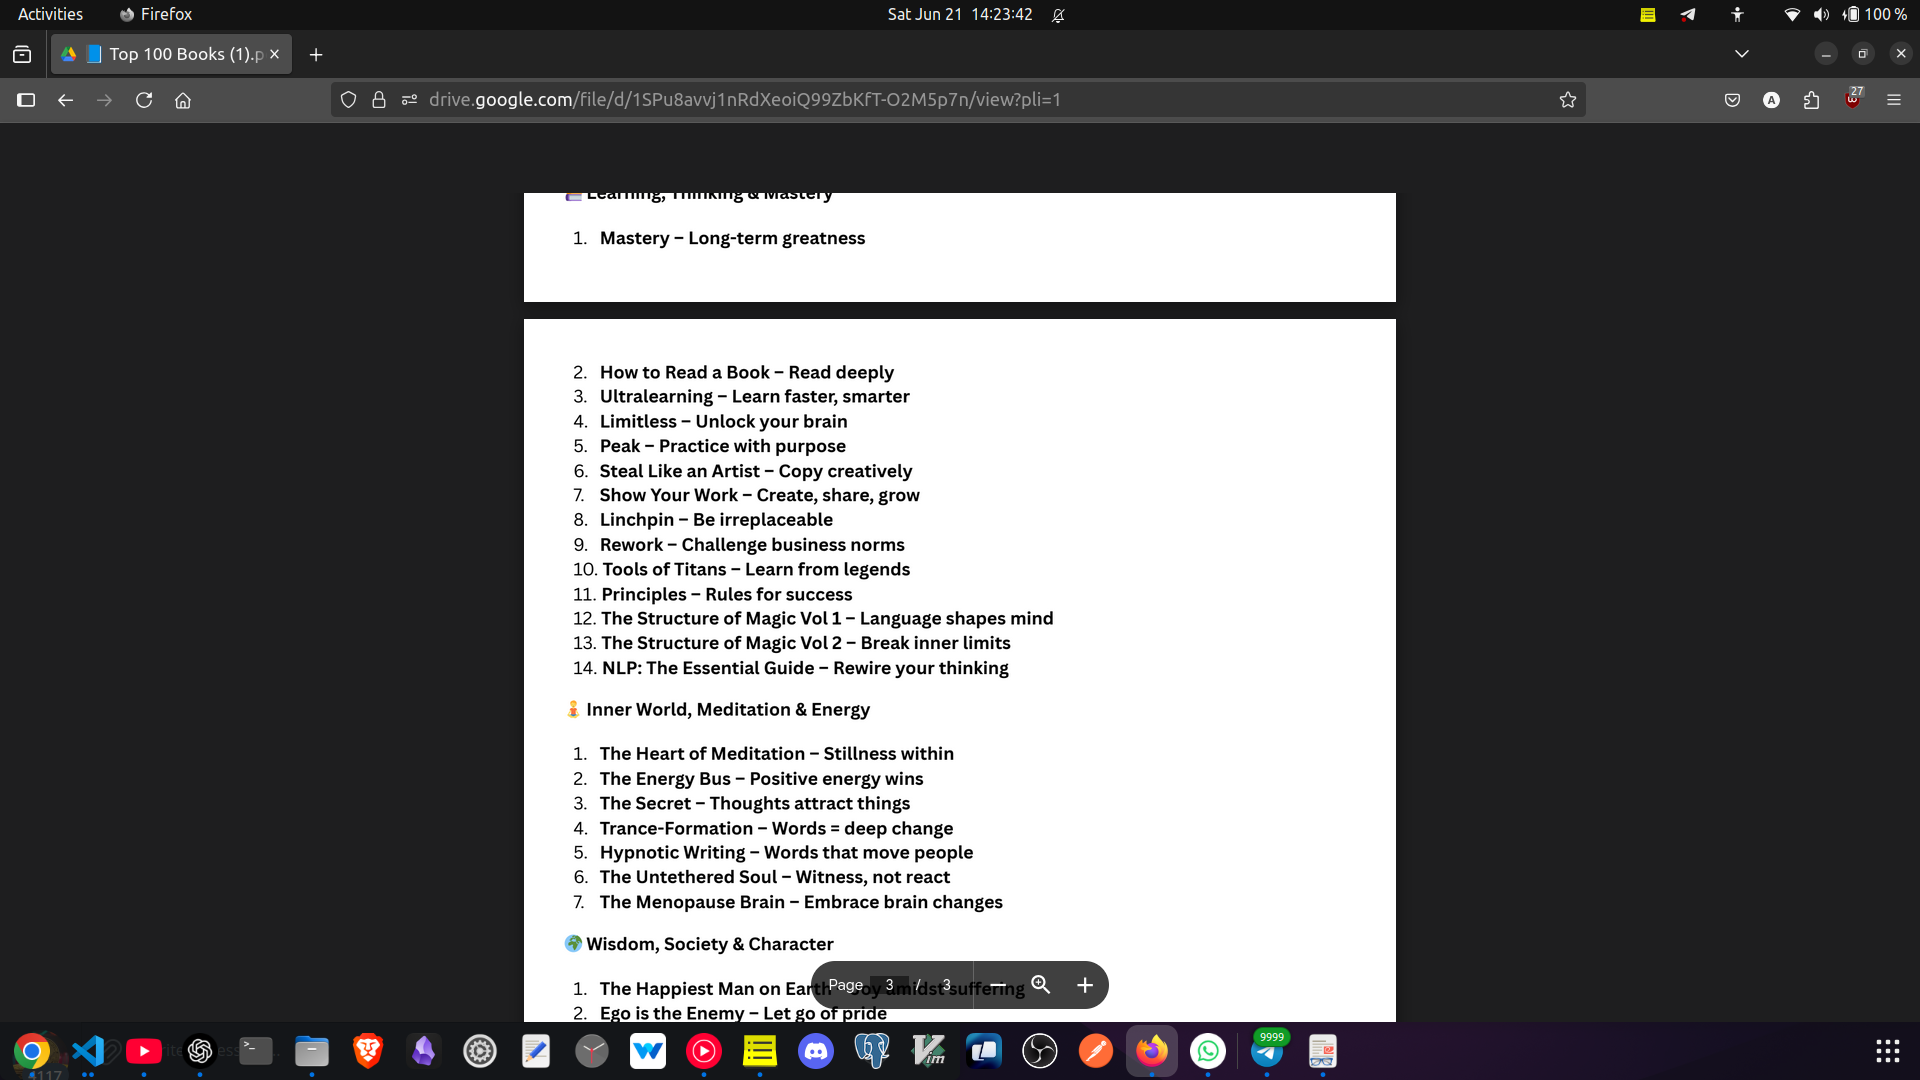 Activities Firefox Sat Jun 21 14:23:42 100 %
Top 100 Books (1).p
drive.google.com/file/d/1SPu8avvj1nRdXeoiQ99ZbKfT-O2M5p7n/view?pli=1 A 27
Learning, Thinking & Mastery
1. Mastery – Long-term greatness
2. How to Read a Book – Read deeply
3. Ultralearning – Learn faster, smarter
4. Limitless – Unlock your brain
5. Peak – Practice with purpose
6. Steal Like an Artist – Copy creatively
7. Show Your Work – Create, share, grow
8. Linchpin – Be irreplaceable
9. Rework – Challenge business norms
10. Tools of Titans – Learn from legends
11. Principles – Rules for success
12. The Structure of Magic Vol 1 – Language shapes mind
13. The Structure of Magic Vol 2 – Break inner limits
14. NLP: The Essential Guide – Rewire your thinking
Inner World, Meditation & Energy
1. The Heart of Meditation – Stillness within
2. The Energy Bus – Positive energy wins
3. The Secret – Thoughts attract things
4. Trance-Formation – Words = deep change
5. Hypnotic Writing – Words that move people
6. The Untethered Soul – Witness, not react
7. The Menopause Brain – Embrace brain changes
Wisdom, Society & Character
1. The Happiest Man on Earth – Joy amidst suffering
Page 3 / 3
2. Ego is the Enemy – Let go of pride
9999